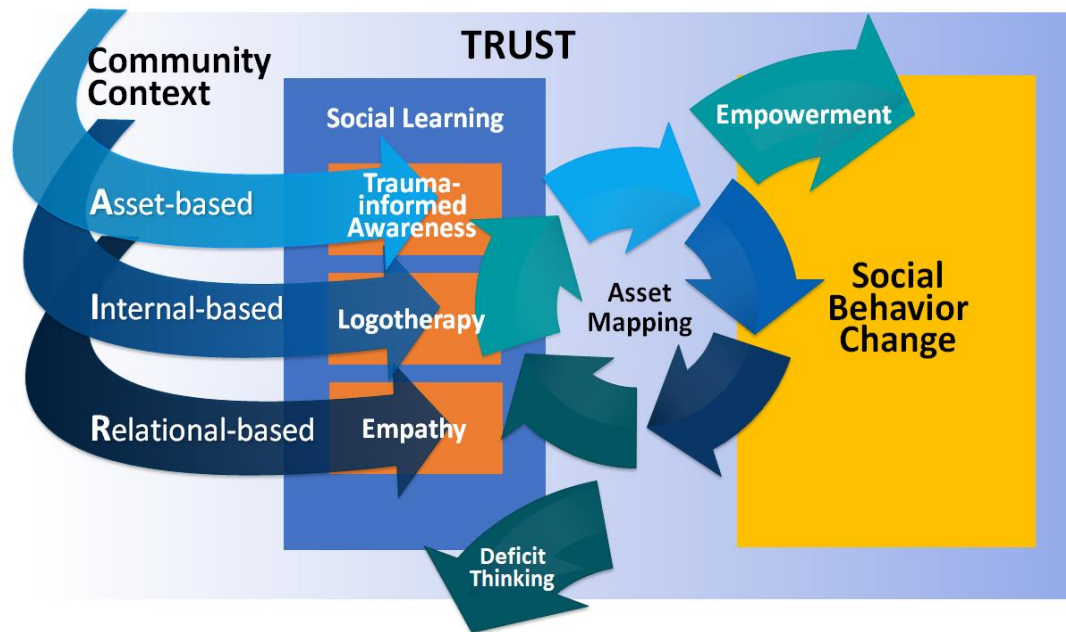 TRUST
Community
Context
Social Learning
Asset-based
Trauma-
informed
Awareness
Internal-based
Logotherapy
Relational-based
Empathy
Asset
Mapping
Empowerment
Social
Behavior
Change
Deficit
Thinking